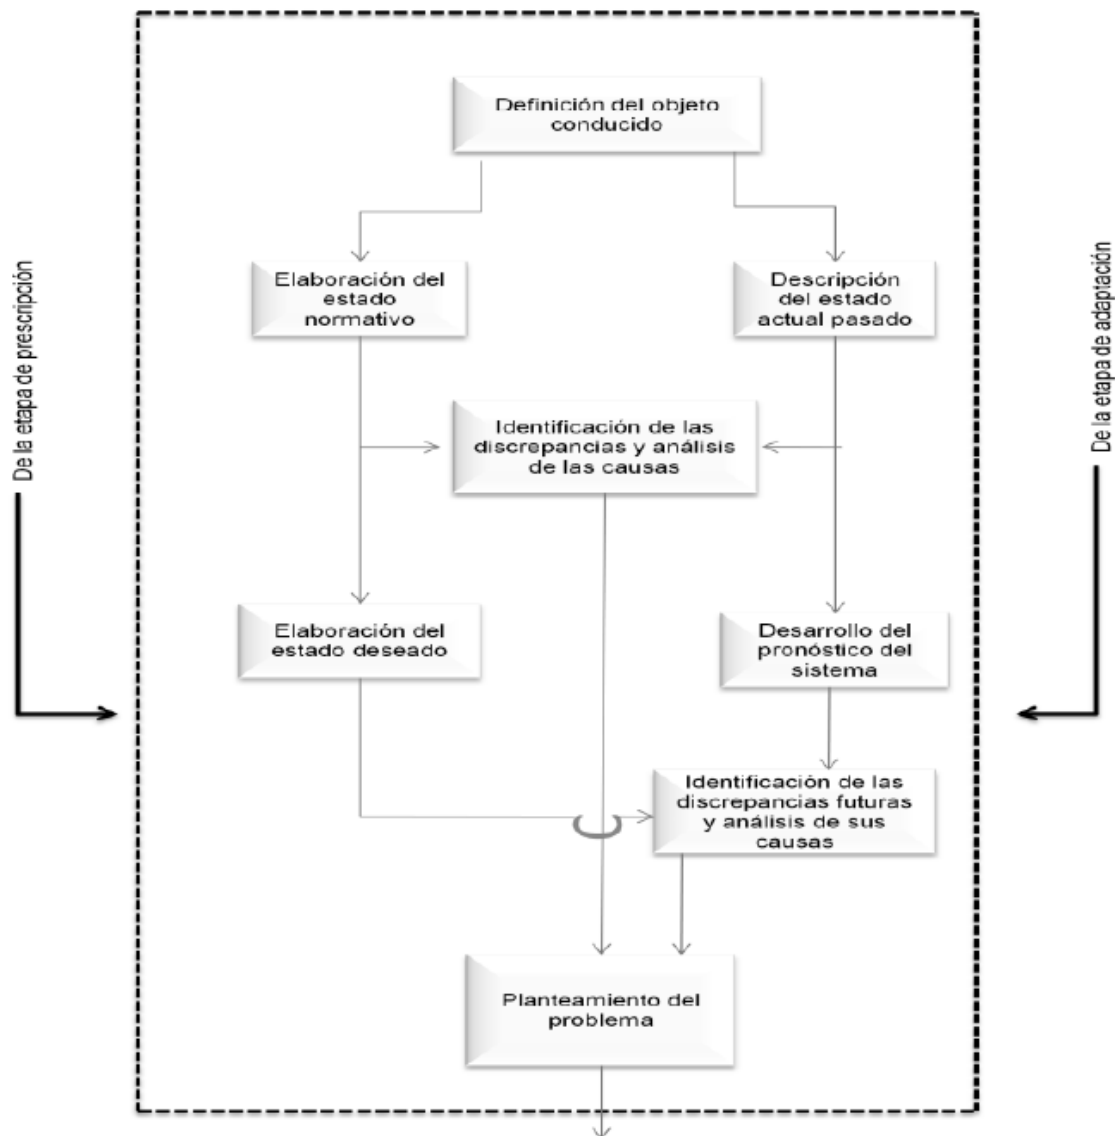 Definición del objeto
conducido
De la etapa de prescripción
De la etapa de adaptación
Elaboración del
estado
normativo
Descripción
del estado
actual pasado
Identificación de las
discrepancias y análisis
de las causas
Elaboración del
estado deseado
Desarrollo del
pronóstico del
sistema
Identificación de las
discrepancias futuras
y análisis de sus
causas
Planteamiento del
problema